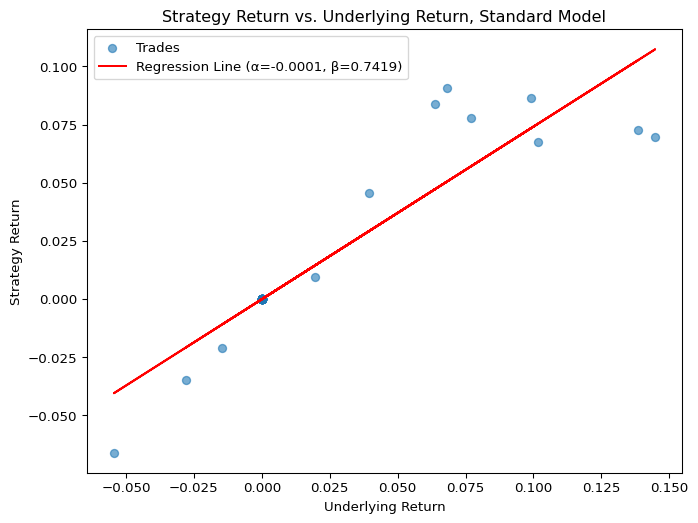 Strategy Return vs. Underlying Return, Standard Model
Trades
Regression Line (α=-0.0001, β=0.7419)
0.100
0.075
0.050
0.025
0.000
−0.025
−0.050
Strategy Return
−0.050 −0.025 0.000 0.025 0.050 0.075 0.100 0.125 0.150
Underlying Return